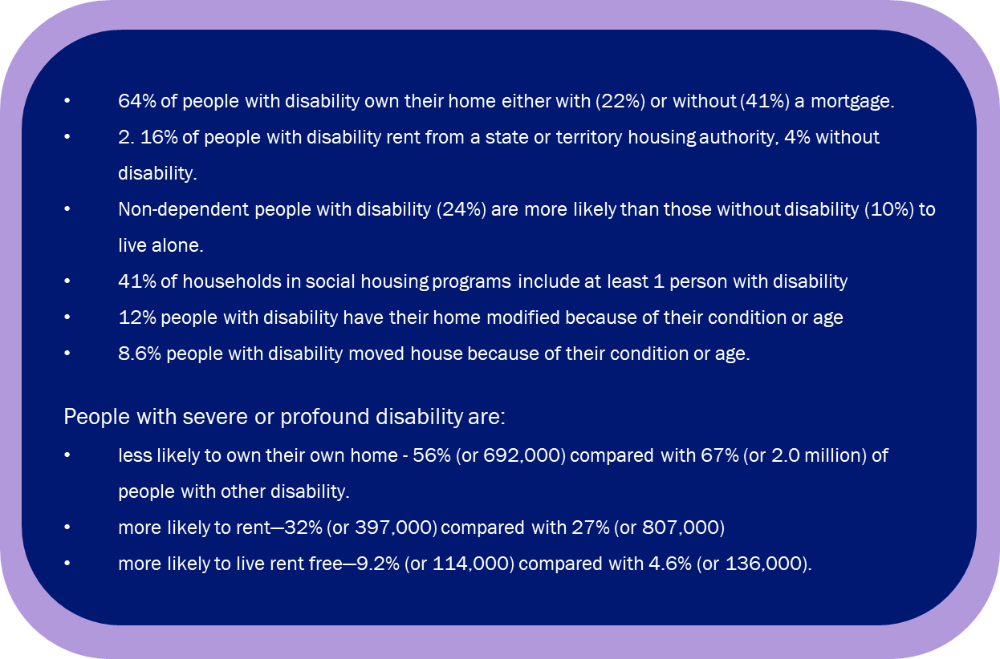 • 64% of people with disability own their home either with (22%) or without (41%) a mortgage.
• 2. 16% of people with disability rent from a state or territory housing authority, 4% without
disability.
• Non-dependent people with disability (24%) are more likely than those without disability (10%) to
live alone.
• 41% of households in social housing programs include at least 1 person with disability
• 12% people with disability have their home modified because of their condition or age
• 8.6% people with disability moved house because of their condition or age.
People with severe or profound disability are:
• less likely to own their own home - 56% (or 692,000) compared with 67% (or 2.0 million) of
people with other disability.
• more likely to rent—32% (or 397,000) compared with 27% (or 807,000)
• more likely to live rent free—9.2% (or 114,000) compared with 4.6% (or 136,000).